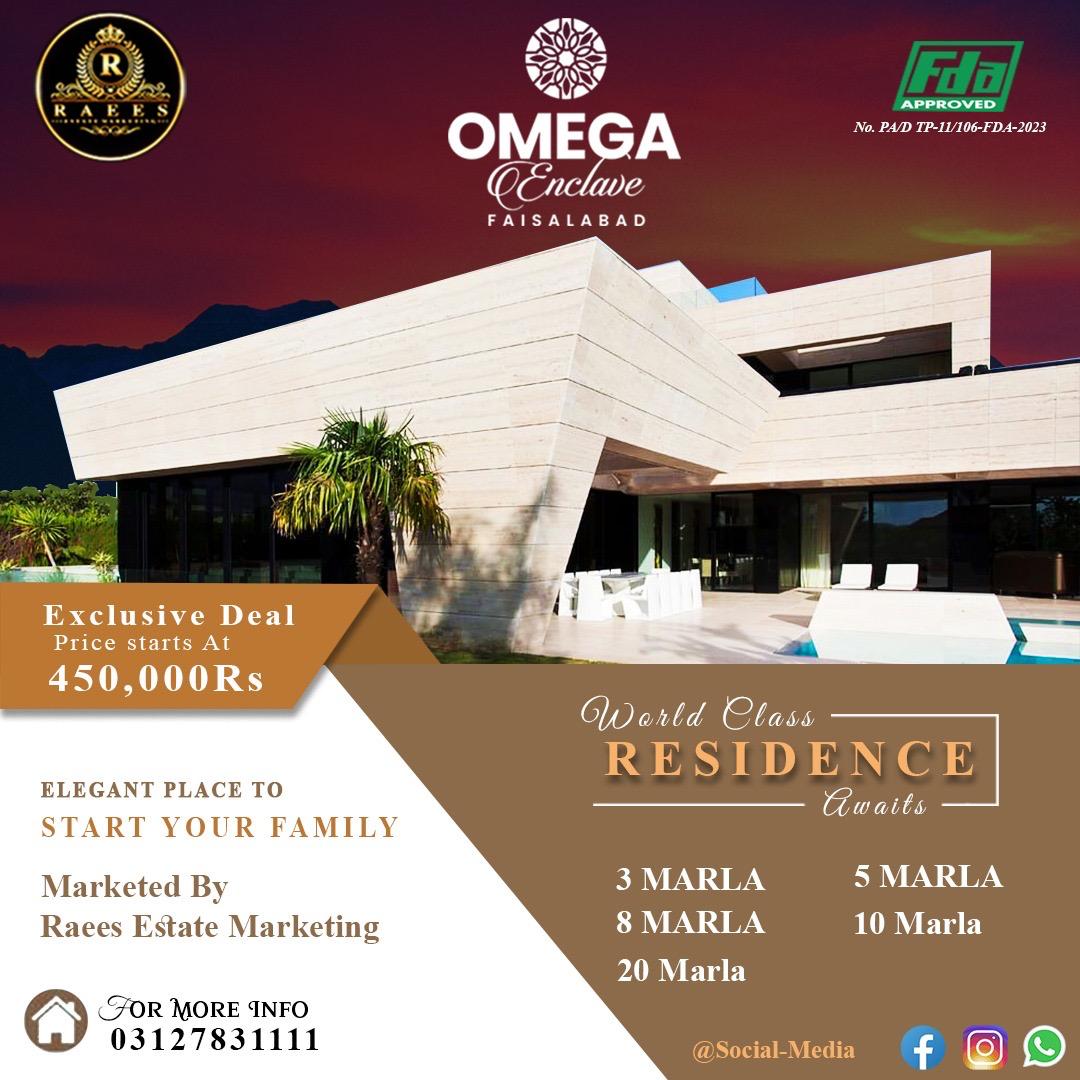 R
RAEES
ESTATE MARKETING
OMEGA
Enclave
FAISALABAD
Fda
APPROVED
No. PA/D TP-11/106-FDA-2023
Exclusive Deal
Price starts At
450,000Rs
World Class
RESIDENCE
Awaits
ELEGANT PLACE TO
START YOUR FAMILY
Marketed By
Raees Estate Marketing
3 MARLA
5 MARLA
8 MARLA
10 Marla
20 Marla
FOR MORE INFO
03127831111
@Social-Media